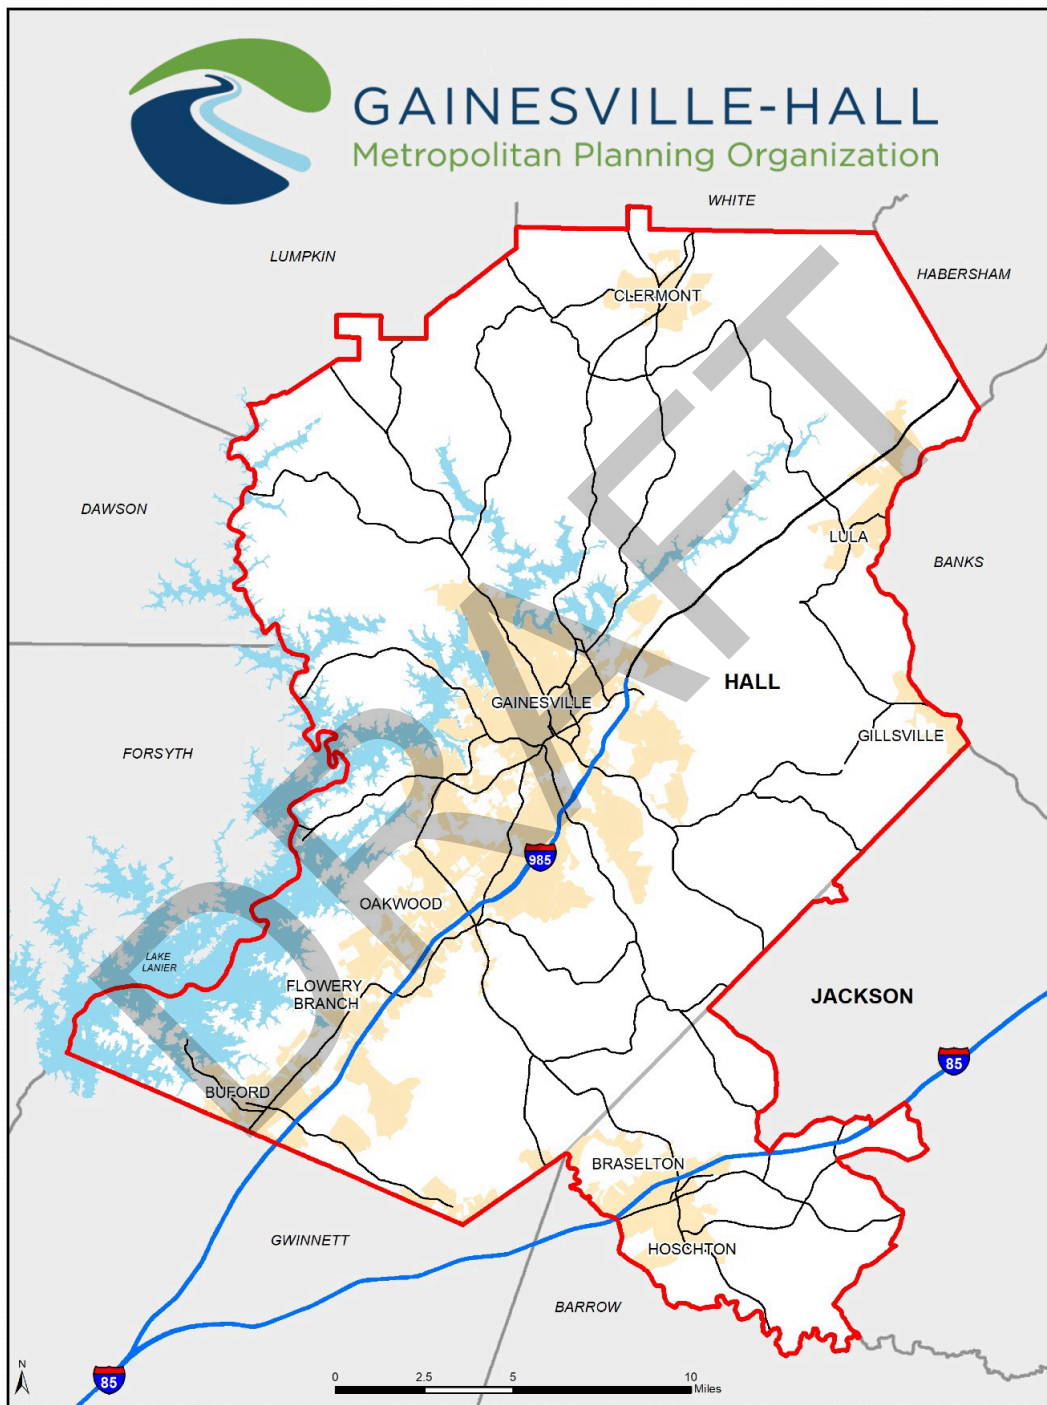 GAINESVILLE-HALL
Metropolitan Planning Organization
WHITE
LUMPKIN
HABERSHAM
CLERMONT
DAWSON
LULA
BANKS
HALL
GAINESVILLE
GILLSVILLE
FORSYTH
985
OAKWOOD
LAKE
LANIER
FLOWERY
BRANCH
JACKSON
85
BUFORD
BRASELTON
GWINNETT
HOSCHTON
BARROW
85
N
0 2.5 5 10
Miles
DRAFT